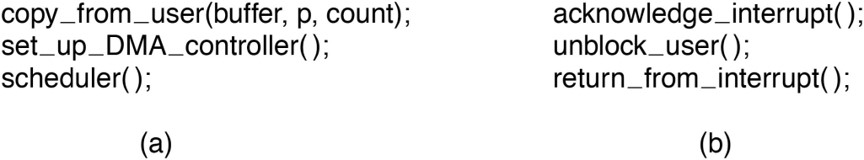 copy_from_user(buffer, p, count);
set_up_DMA_controller( );
scheduler( );
(a)
acknowledge_interrupt( );
unblock_user( );
return_from_interrupt( );
(b)